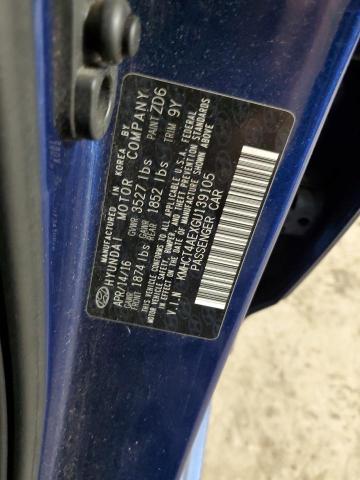 MANUFACTURED IN KOREA BY
HYUNDAI MOTOR COMPANY
APR/14/16 GVWR 3527 lbs PAINT ZD6
GAWR FRONT 1874 lbs GAWR REAR 1852 lbs TRIM 9Y
THIS VEHICLE CONFORMS TO ALL APPLICABLE U.S.A. FEDERAL
MOTOR VEHICLE SAFETY, BUMPER, AND THEFT PREVENTION STANDARDS
IN EFFECT ON THE DATE OF MANUFACTURE SHOWN ABOVE.
V.I.N KMHCT4AEXGU139105
PASSENGER CAR